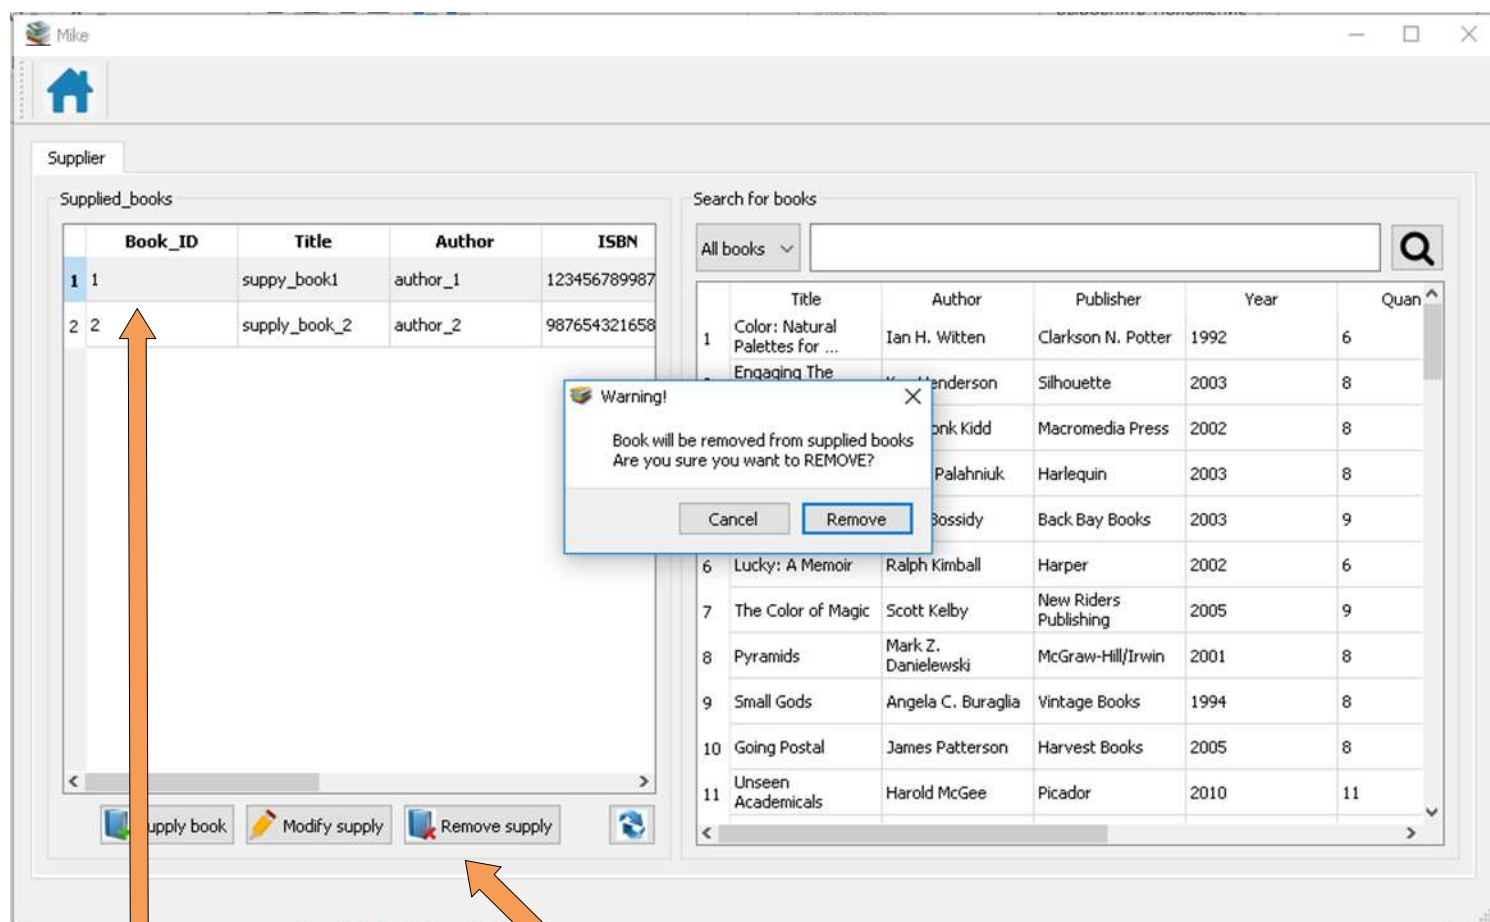 Mike
Supplier
Supplied_books
Book_ID Title Author ISBN
1 1 suppy_book1 author_1 123456789987
2 2 supply_book_2 author_2 987654321658
Supply book Modify supply Remove supply
Search for books
All books
Title Author Publisher Year Quan
1 Color: Natural Palettes for ... Ian H. Witten Clarkson N. Potter 1992 6
Engaging The enderson Silhouette 2003 8
onk Kidd Macromedia Press 2002 8
Palahniuk Harlequin 2003 8
Bossidy Back Bay Books 2003 9
6 Lucky: A Memoir Ralph Kimball Harper 2002 6
7 The Color of Magic Scott Kelby New Riders Publishing 2005 9
8 Pyramids Mark Z. Danielewski McGraw-Hill/Irwin 2001 8
9 Small Gods Angela C. Buraglia Vintage Books 1994 8
10 Going Postal James Patterson Harvest Books 2005 8
11 Unseen Academicals Harold McGee Picador 2010 11
Warning!
Book will be removed from supplied books
Are you sure you want to REMOVE?
Cancel Remove